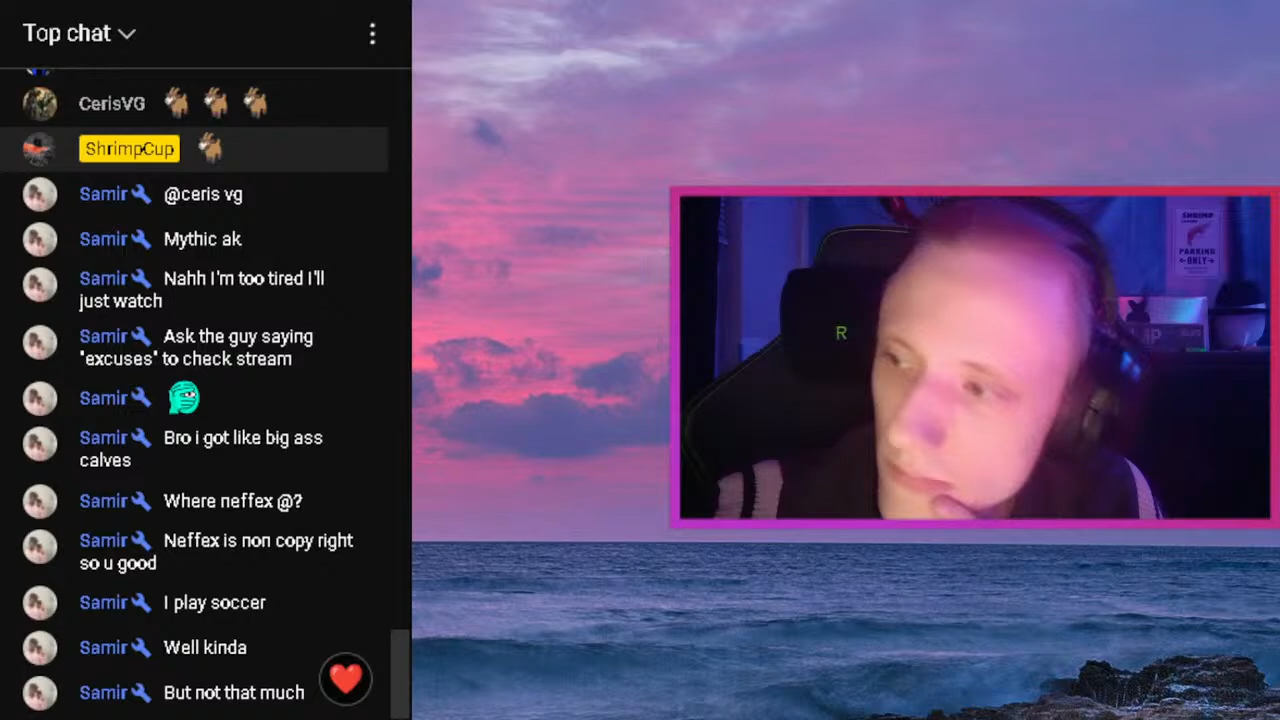 Top chat
CerisVG
ShrimpCup
Samir @ceris vg
Samir Mythic ak
Samir Nahh I'm too tired I'll
just watch
Samir Ask the guy saying
"excuses" to check stream
Samir
Samir Bro i got like big ass
calves
Samir Where neffex @?
Samir Neffex is non copy right
so u good
Samir I play soccer
Samir Well kinda
Samir But not that much
R
SHRIMP
PARKING
ONLY